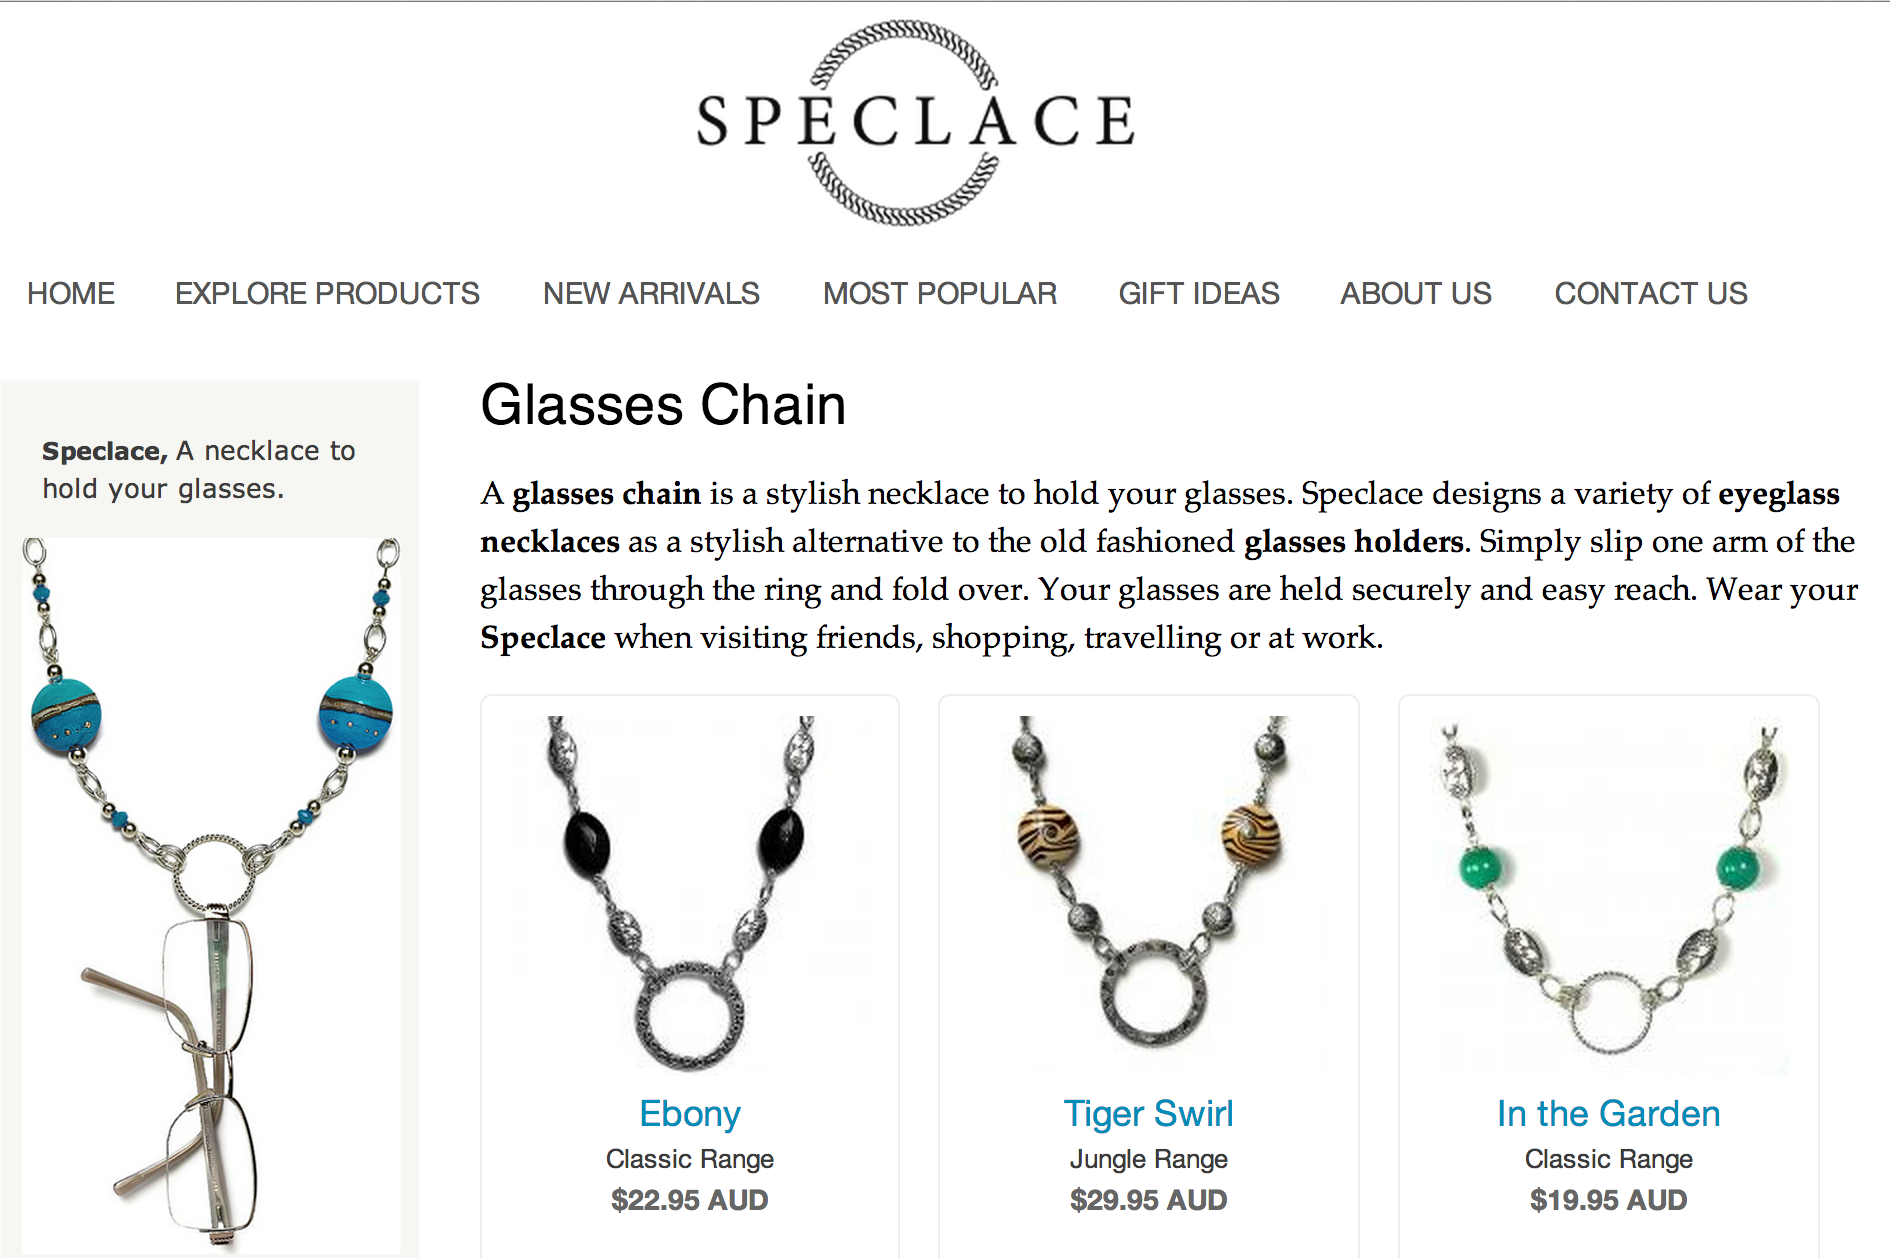 SPECLACE
HOME EXPLORE PRODUCTS NEW ARRIVALS MOST POPULAR GIFT IDEAS ABOUT US CONTACT US
Speclace, A necklace to
hold your glasses.
Glasses Chain
A glasses chain is a stylish necklace to hold your glasses. Speclace designs a variety of eyeglass
necklaces as a stylish alternative to the old fashioned glasses holders. Simply slip one arm of the
glasses through the ring and fold over. Your glasses are held securely and easy reach. Wear your
Speclace when visiting friends, shopping, travelling or at work.
Ebony
Classic Range
$22.95 AUD
Tiger Swirl
Jungle Range
$29.95 AUD
In the Garden
Classic Range
$19.95 AUD